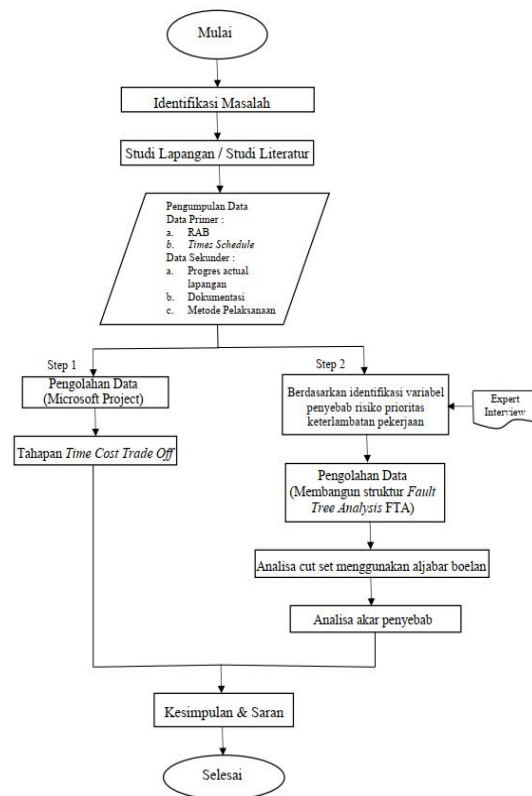 Mulai
Identifikasi Masalah
Studi Lapangan / Studi Literatur
Pengumpulan Data
Data Primer :
a. RAB
b. Times Schedule
Data Sekunder :
a. Progres actual
lapangan
b. Dokumentasi
c. Metode Pelaksanaan
Step 1
Pengolahan Data
(Microsoft Project)
Tahapan Time Cost Trade Off
Step 2
Berdasarkan identifikasi variabel
penyebab risiko prioritas
keterlambatan pekerjaan
Expert
Interview
Pengolahan Data
(Membangun struktur Fault
Tree Analysis FTA)
Analisa cut set menggunakan aljabar boelan
Analisa akar penyebab
Kesimpulan & Saran
Selesai